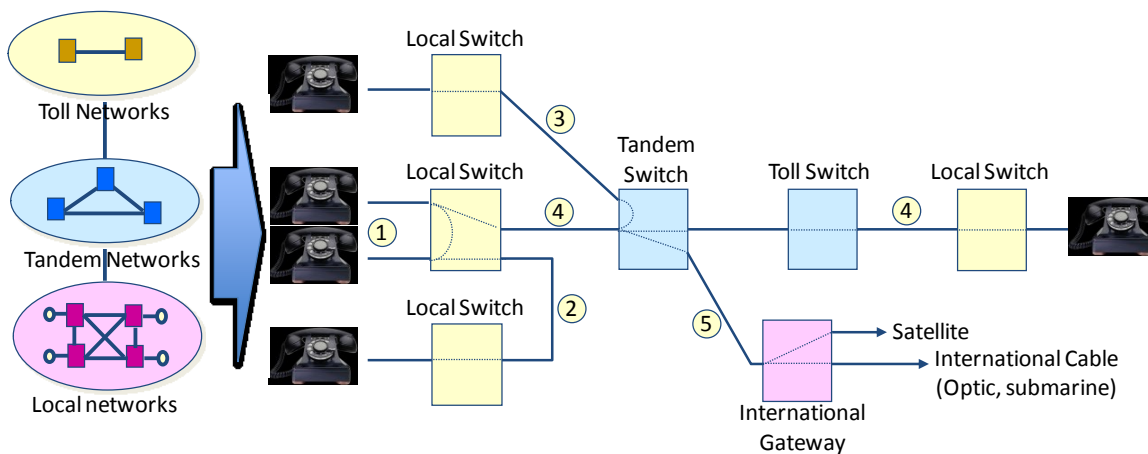 Toll Networks
Tandem Networks
Local networks
Local Switch
3
Tandem
Switch
Local Switch
1
4
Toll Switch
Local Switch
4
Local Switch
2
5
Satellite
International Cable
(Optic, submarine)
International
Gateway